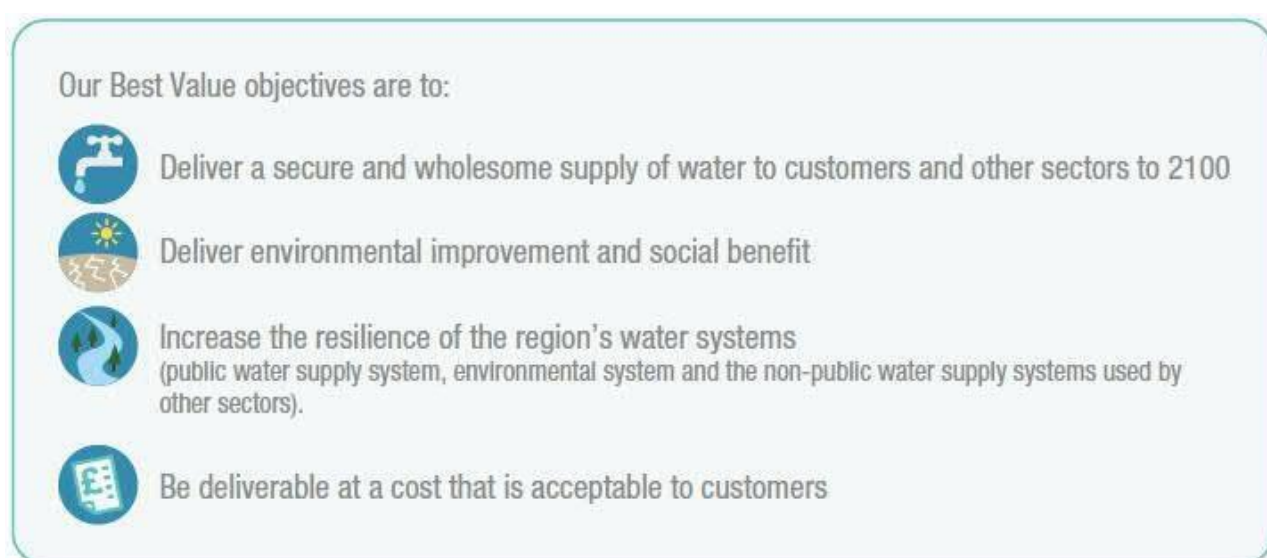 Our Best Value objectives are to:
Deliver a secure and wholesome supply of water to customers and other sectors to 2100
Deliver environmental improvement and social benefit
Increase the resilience of the region’s water systems
(public water supply system, environmental system and the non-public water supply systems used by
other sectors).
£
Be deliverable at a cost that is acceptable to customers